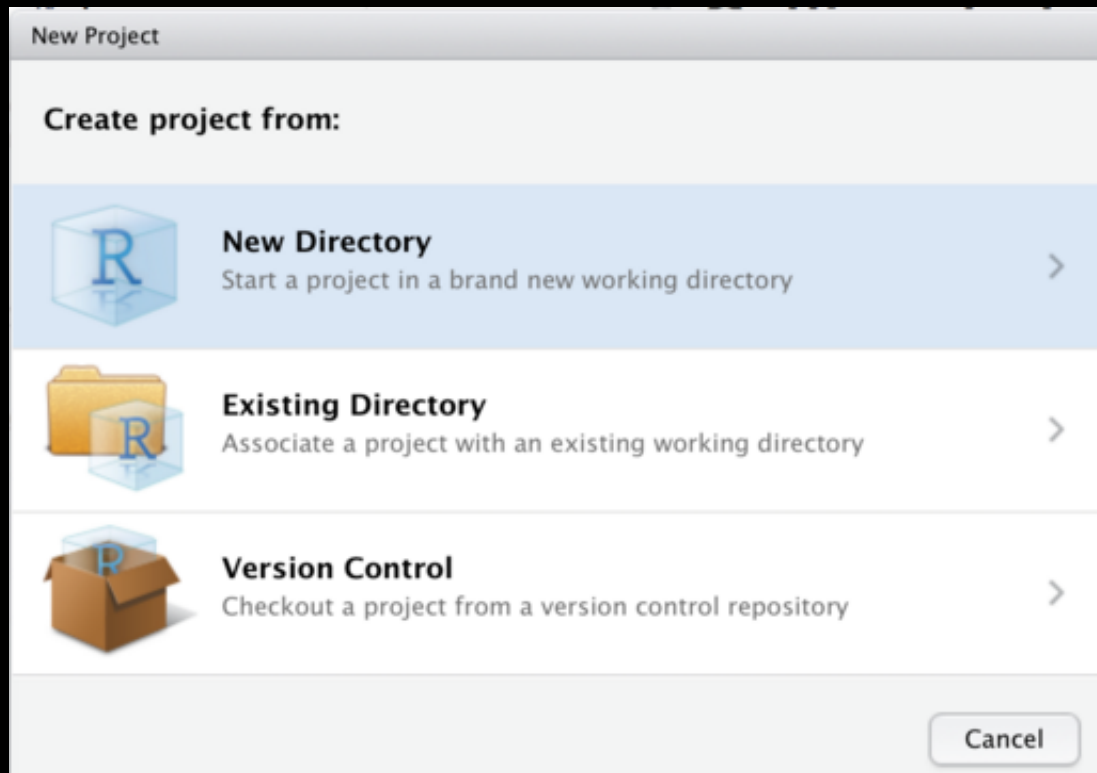 New Project
Create project from:
R
New Directory
Start a project in a brand new working directory
R
Existing Directory
Associate a project with an existing working directory
R
Version Control
Checkout a project from a version control repository
Cancel